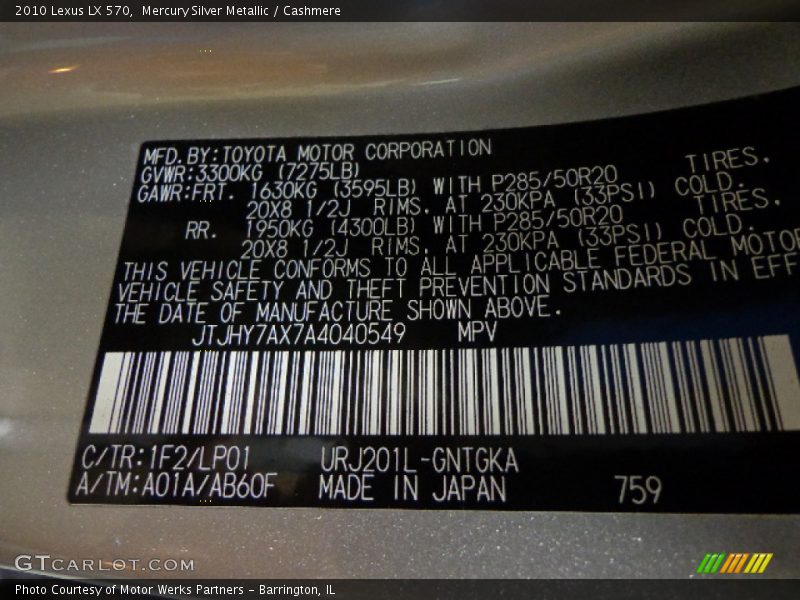 2010 Lexus LX 570,  Mercury Silver Metallic / Cashmere
MFD.BY:TOYOTA MOTOR CORPORATION
GVWR:3300KG (7275LB)
GAWR:FRT. 1630KG (3595LB) WITH P285/50R20 TIRES,
20X8 1/2J RIMS, AT 230KPA (33PSI) COLD.
RR. 1950KG (4300LB) WITH P285/50R20 TIRES,
20X8 1/2J RIMS, AT 230KPA (33PSI) COLD.
THIS VEHICLE CONFORMS TO ALL APPLICABLE FEDERAL MOTOR
VEHICLE SAFETY AND THEFT PREVENTION STANDARDS IN EFF
THE DATE OF MANUFACTURE SHOWN ABOVE.
JTJHY7AX7A4040549 MPV
C/TR:1F2/LP01 URJ201L-GNTGKA
A/TM:A01A/AB60F MADE IN JAPAN 759
GTCARLOT.COM
Photo Courtesy of Motor Werks Partners - Barrington, IL